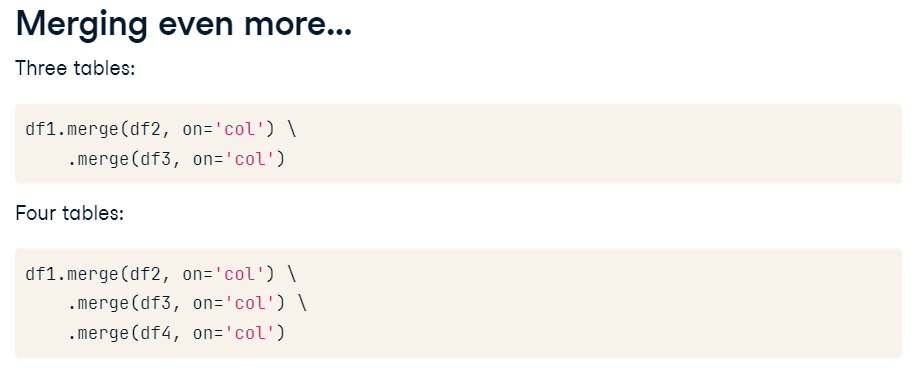 Merging even more...
Three tables:
df1.merge(df2, on='col') \
    .merge(df3, on='col')
Four tables:
df1.merge(df2, on='col') \
    .merge(df3, on='col') \
    .merge(df4, on='col')